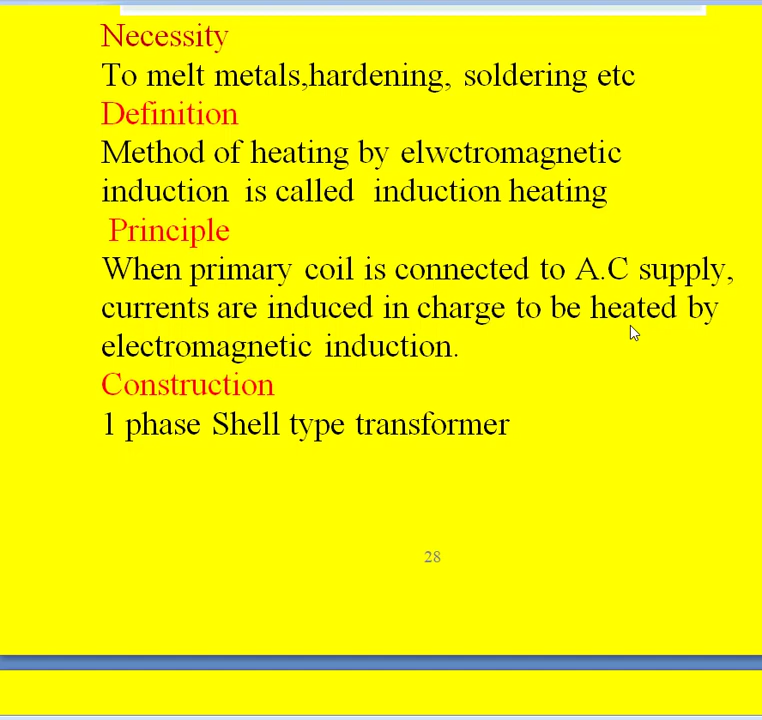 Necessity
To melt metals,hardening, soldering etc
Definition
Method of heating by elwctromagnetic
induction is called induction heating
Principle
When primary coil is connected to A.C supply,
currents are induced in charge to be heated by
electromagnetic induction.
Construction
1 phase Shell type transformer
28